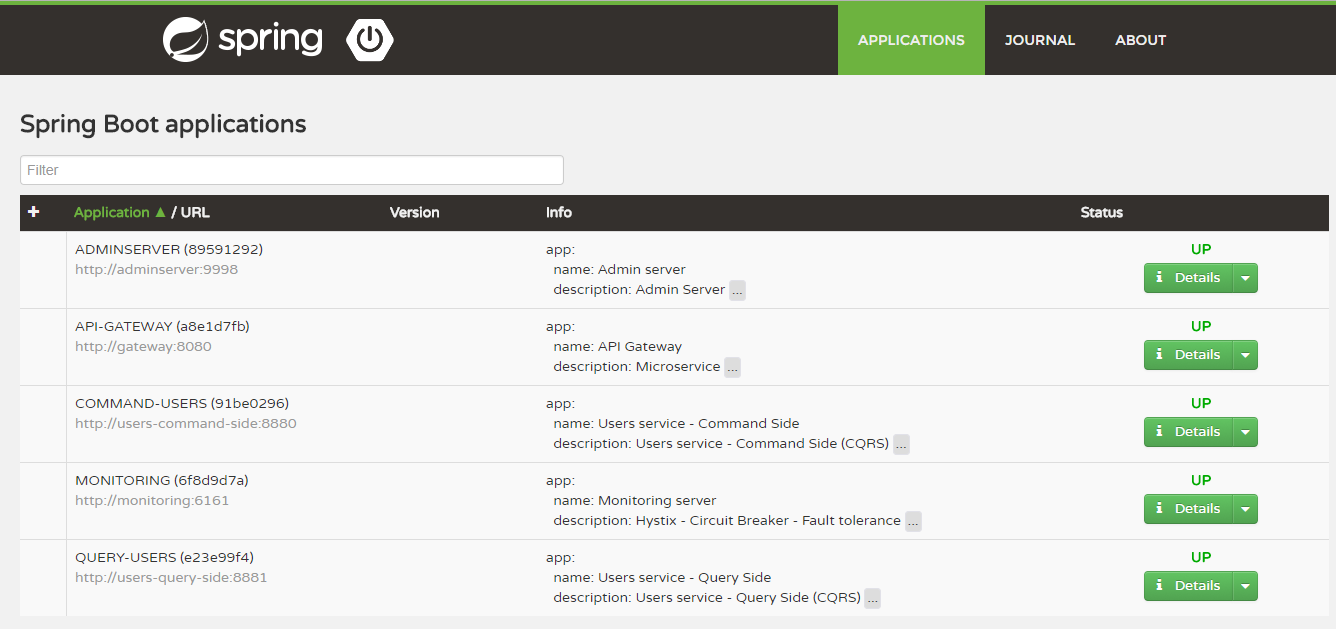 spring
APPLICATIONS JOURNAL ABOUT
Spring Boot applications
Filter
+ Application ▲ / URL Version Info Status
ADMINSERVER (89591292) app: UP
http://adminserver:9998 name: Admin server i Details
description: Admin Server ...
API-GATEWAY (a8e1d7fb) app: UP
http://gateway:8080 name: API Gateway i Details
description: Microservice ...
COMMAND-USERS (91be0296) app: UP
http://users-command-side:8880 name: Users service - Command Side i Details
description: Users service - Command Side (CQRS) ...
MONITORING (6f8d9d7a) app: UP
http://monitoring:6161 name: Monitoring server i Details
description: Hystix - Circuit Breaker - Fault tolerance ...
QUERY-USERS (e23e99f4) app: UP
http://users-query-side:8881 name: Users service - Query Side i Details
description: Users service - Query Side (CQRS) ...